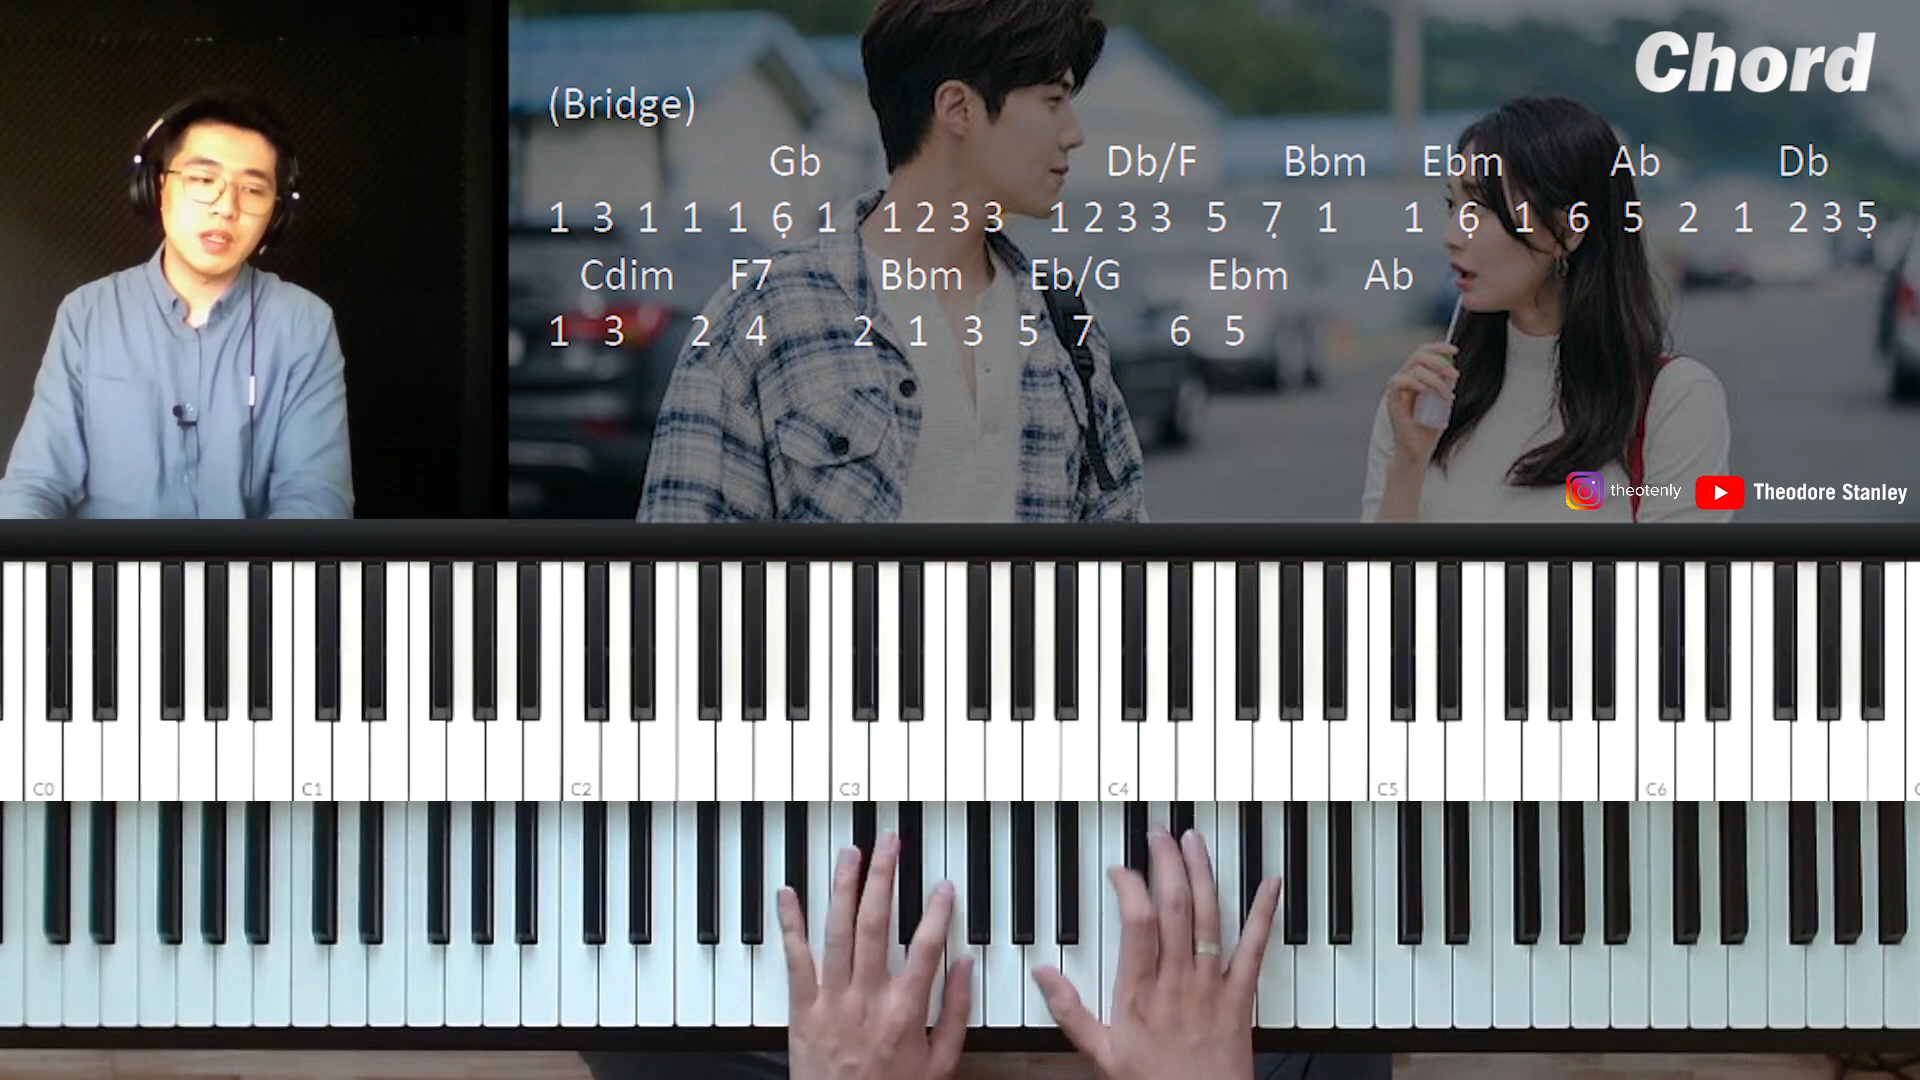 Chord
(Bridge)
Gb Db/F Bbm Ebm Ab Db
1 3 1 1 1 6̣ 1 1 2 3 3 1 2 3 3 5 7̣ 1 1 6̣ 1 6 5 2 1 2 3 5̣
Cdim F7 Bbm Eb/G Ebm Ab
1 3 2 4 2 1 3 5 7 6 5
theotenly Theodore Stanley
C0 C1 C2 C3 C4 C5 C6